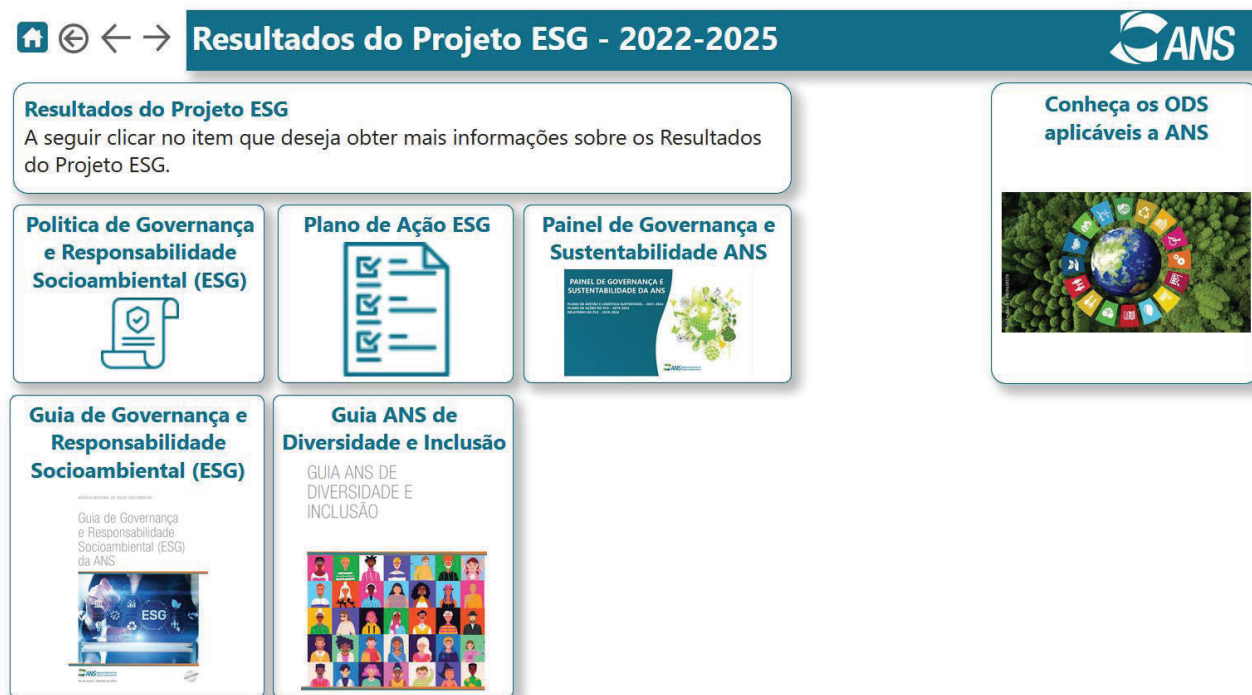 Resultados do Projeto ESG - 2022-2025
ANS
Resultados do Projeto ESG
A seguir clicar no item que deseja obter mais informações sobre os Resultados
do Projeto ESG.
Conheça os ODS
aplicáveis a ANS
Politica de Governança
e Responsabilidade
Socioambiental (ESG)
Plano de Ação ESG
Painel de Governança e
Sustentabilidade ANS
PAINEL DE GOVERNANÇA E
SUSTENTABILIDADE DA ANS
ANS
Guia de Governança e
Responsabilidade
Socioambiental (ESG)
Guia de Governança
e Responsabilidade
Socioambiental (ESG)
da ANS
ESG
ANS
Guia ANS de
Diversidade e Inclusão
GUIA ANS DE
DIVERSIDADE E
INCLUSÃO